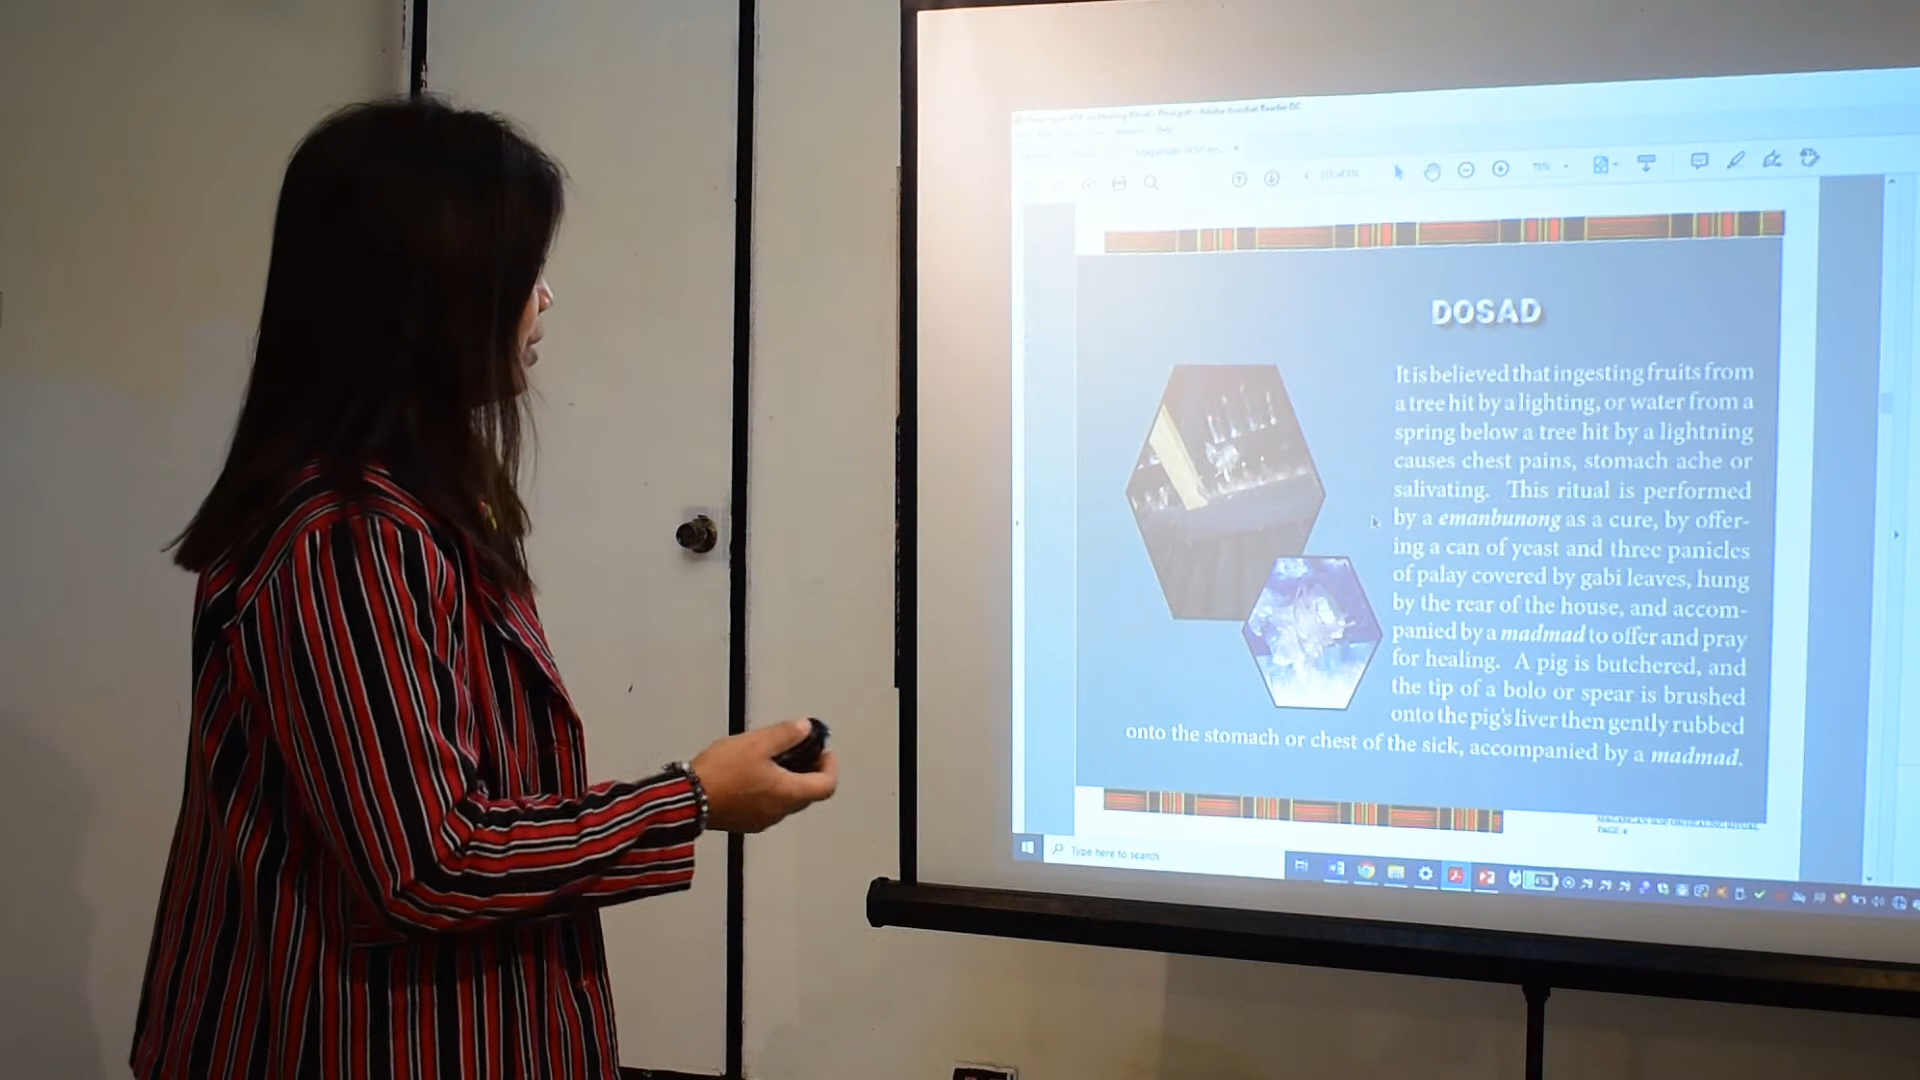 Help
75%
DOSAD
It is believed that ingesting fruits from
a tree hit by a lighting, or water from a
spring below a tree hit by a lightning
causes chest pains, stomach ache or
salivating. This ritual is performed
by a emanbunong as a cure, by offer-
ing a can of yeast and three panicles
of palay covered by gabi leaves, hung
by the rear of the house, and accom-
panied by a madmad to offer and pray
for healing. A pig is butchered, and
the tip of a bolo or spear is brushed
onto the pig's liver then gently rubbed
onto the stomach or chest of the sick, accompanied by a madmad.
PAGE 4
Type here to search